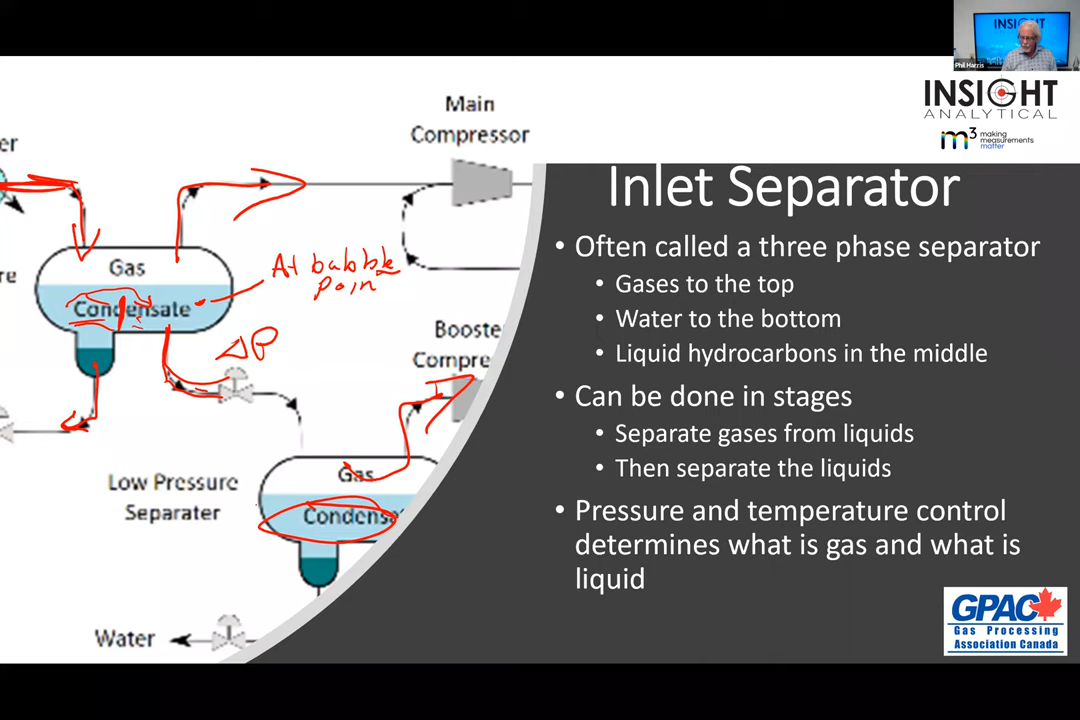 INSIGHT
Phil Harris
INSIGHT
ANALYTICAL
m3 making
measurements
matter
Main
Compressor
Gas
Condensate
At bubble
poin
ΔP
Booste
Compre
Low Pressure
Separater
Gas
Condensa
Water
Inlet Separator
• Often called a three phase separator
• Gases to the top
• Water to the bottom
• Liquid hydrocarbons in the middle
• Can be done in stages
• Separate gases from liquids
• Then separate the liquids
• Pressure and temperature control
determines what is gas and what is
liquid
GPAC
Gas Processing
Association Canada